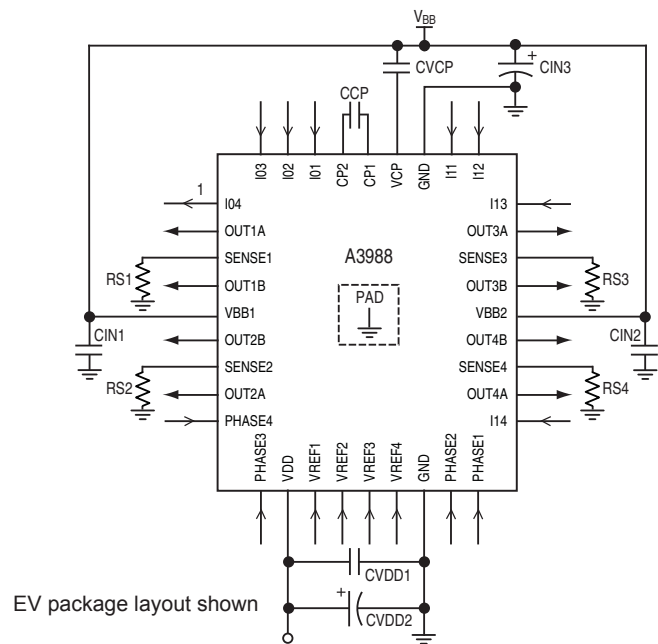 VBB
CVCP
CIN3
+
CCP
I03
I02
I01
CP2
CP1
VCP
GND
I11
I12
1
I04
OUT1A
SENSE1
OUT1B
VBB1
OUT2B
SENSE2
OUT2A
PHASE4
A3988
PAD
I13
OUT3A
SENSE3
OUT3B
VBB2
OUT4B
SENSE4
OUT4A
I14
RS1
RS3
CIN1
CIN2
RS2
RS4
PHASE3
VDD
VREF1
VREF2
VREF3
VREF4
GND
PHASE2
PHASE1
CVDD1
+
CVDD2
EV package layout shown